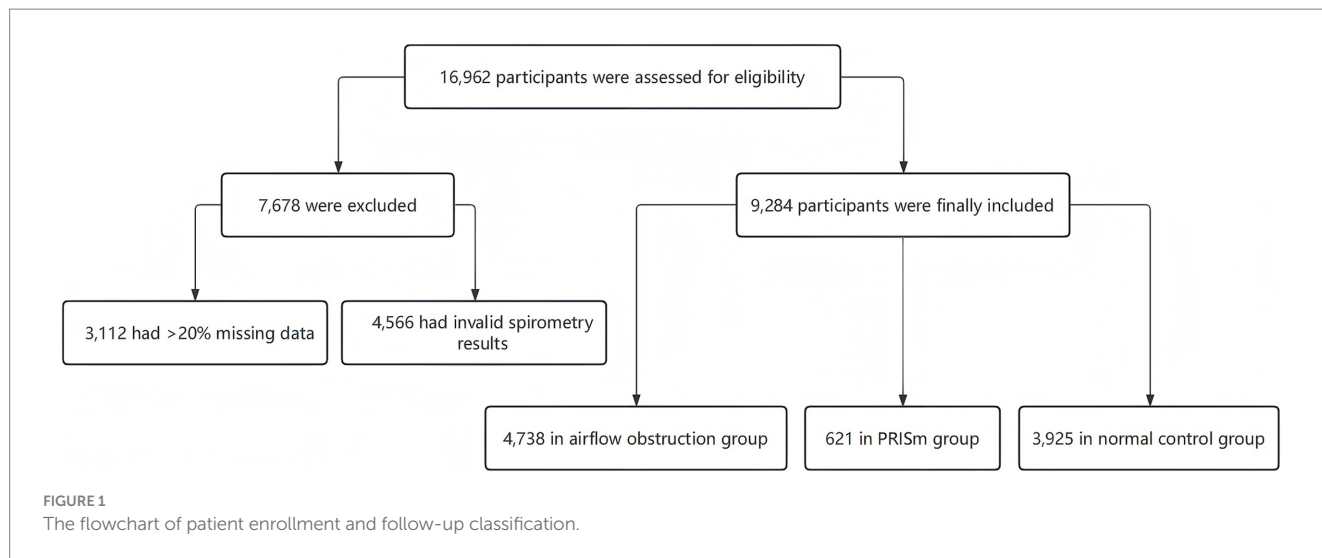 16,962 participants were assessed for eligibility
7,678 were excluded
9,284 participants were finally included
3,112 had >20% missing data
4,566 had invalid spirometry
results
4,738 in airflow obstruction group
621 in PRISm group
3,925 in normal control group
FIGURE 1
The flowchart of patient enrollment and follow-up classification.